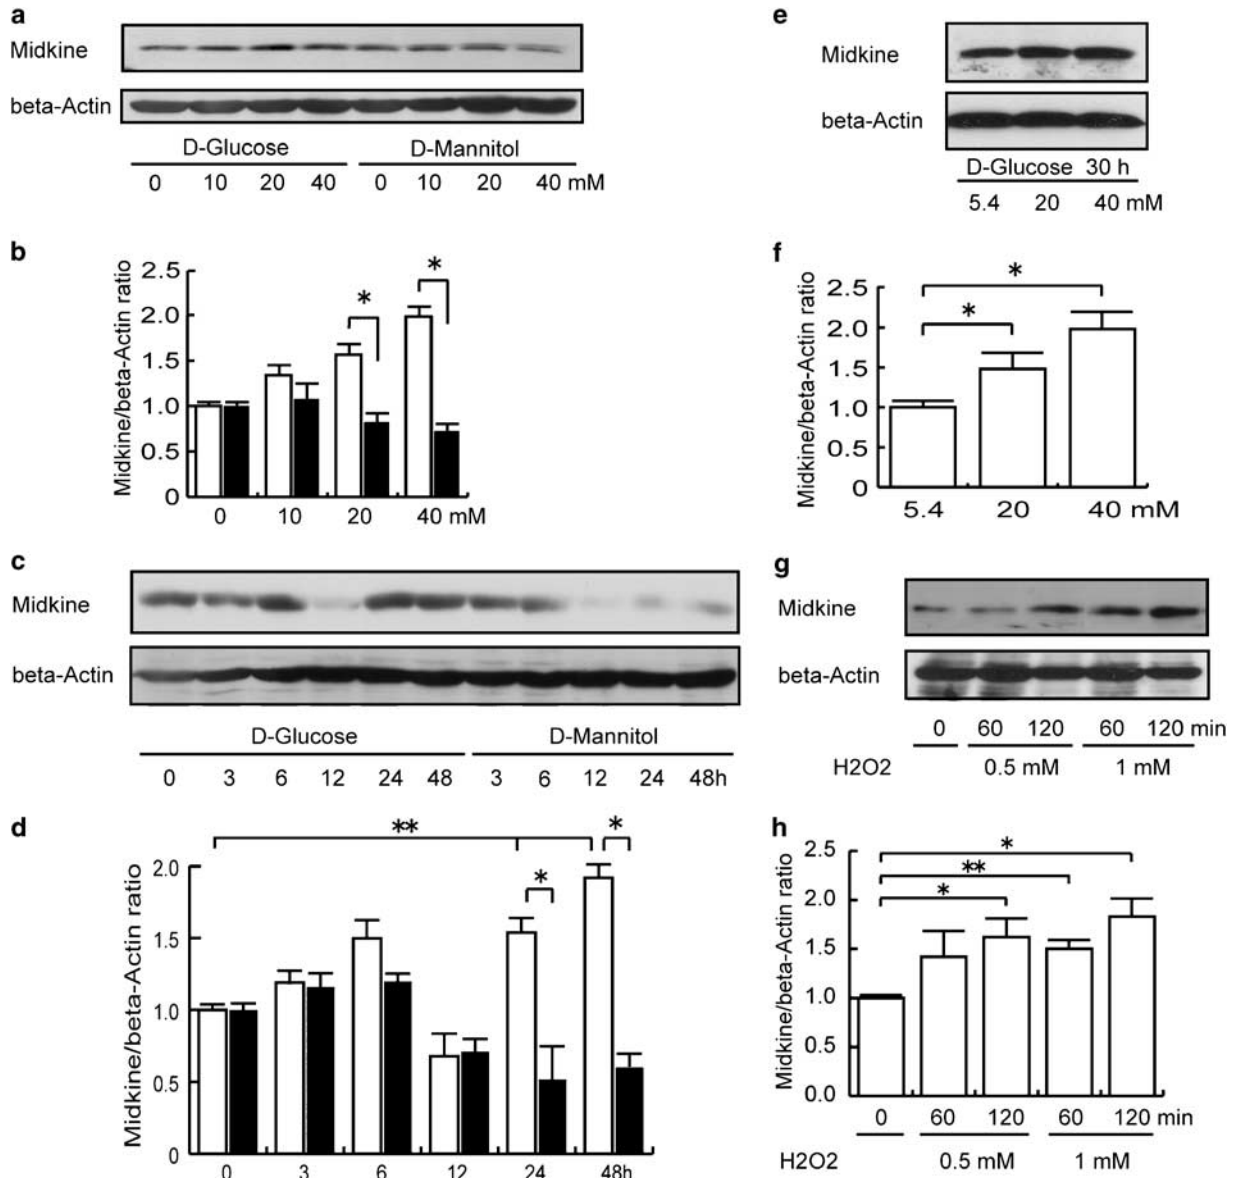 a
Midkine
beta-Actin
D-Glucose D-Mannitol
0 10 20 40 0 10 20 40 mM
b
Midkine/beta-Actin ratio
2.5
2.0
1.5
1.0
0.5
0
* *
0 10 20 40 mM
c
Midkine
beta-Actin
D-Glucose D-Mannitol
0 3 6 12 24 48 3 6 12 24 48h
d
Midkine/beta-Actin ratio
2.0
1.5
1.0
0.5
0
** * *
0 3 6 12 24 48h
e
Midkine
beta-Actin
D-Glucose 30 h
5.4 20 40 mM
f
Midkine/beta-Actin ratio
2.5
2.0
1.5
1.0
0.5
0
* *
5.4 20 40 mM
g
Midkine
beta-Actin
0 60 120 60 120 min
H2O2 0.5 mM 1 mM
h
Midkine/beta-Actin ratio
2.5
2.0
1.5
1.0
0.5
0.0
*
**
*
0 60 120 60 120 min
H2O2 0.5 mM 1 mM